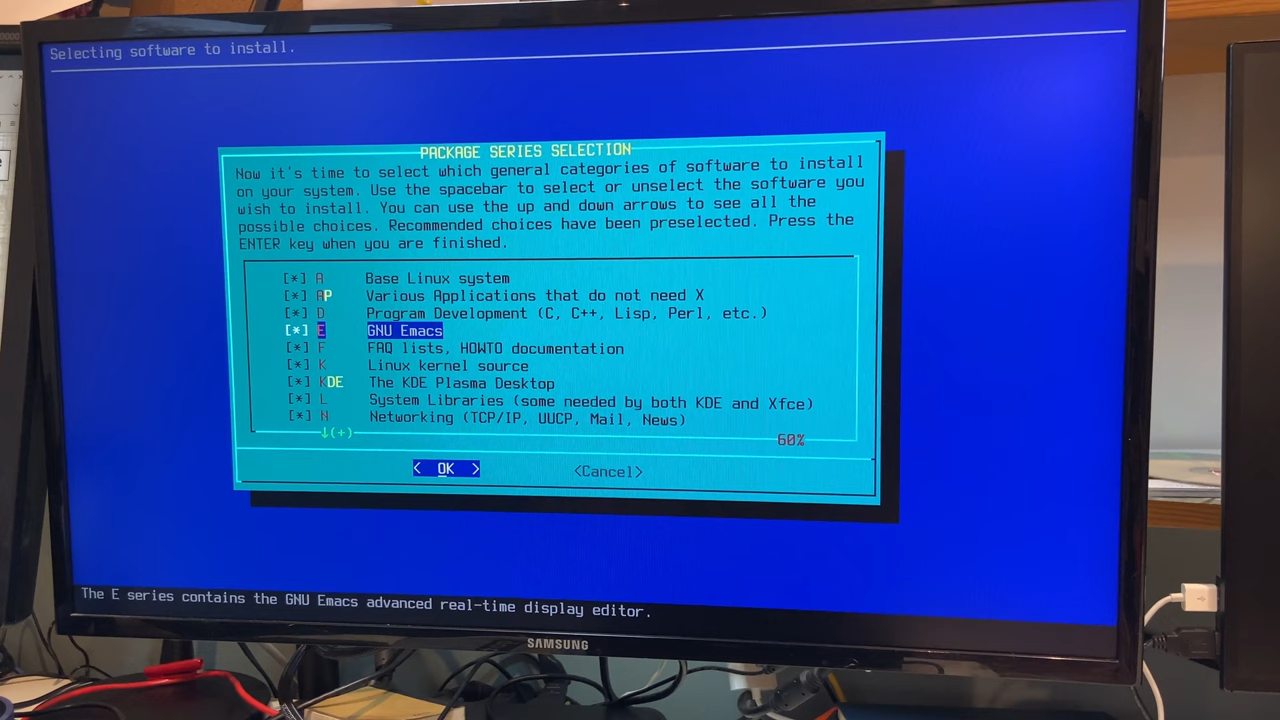 Selecting software to install.
PACKAGE SERIES SELECTION
Now it's time to select which general categories of software to install
on your system. Use the spacebar to select or unselect the software you
wish to install. You can use the up and down arrows to see all the
possible choices. Recommended choices have been preselected. Press the
ENTER key when you are finished.
[*] A Base Linux system
[*] AP Various Applications that do not need X
[*] D Program Development (C, C++, Lisp, Perl, etc.)
[*] E GNU Emacs
[*] F FAQ lists, HOWTO documentation
[*] K Linux kernel source
[*] KDE The KDE Plasma Desktop
[*] L System Libraries (some needed by both KDE and Xfce)
[*] N Networking (TCP/IP, UUCP, Mail, News)
↓(+)
60%
< OK > <Cancel>
The E series contains the GNU Emacs advanced real-time display editor.
SAMSUNG